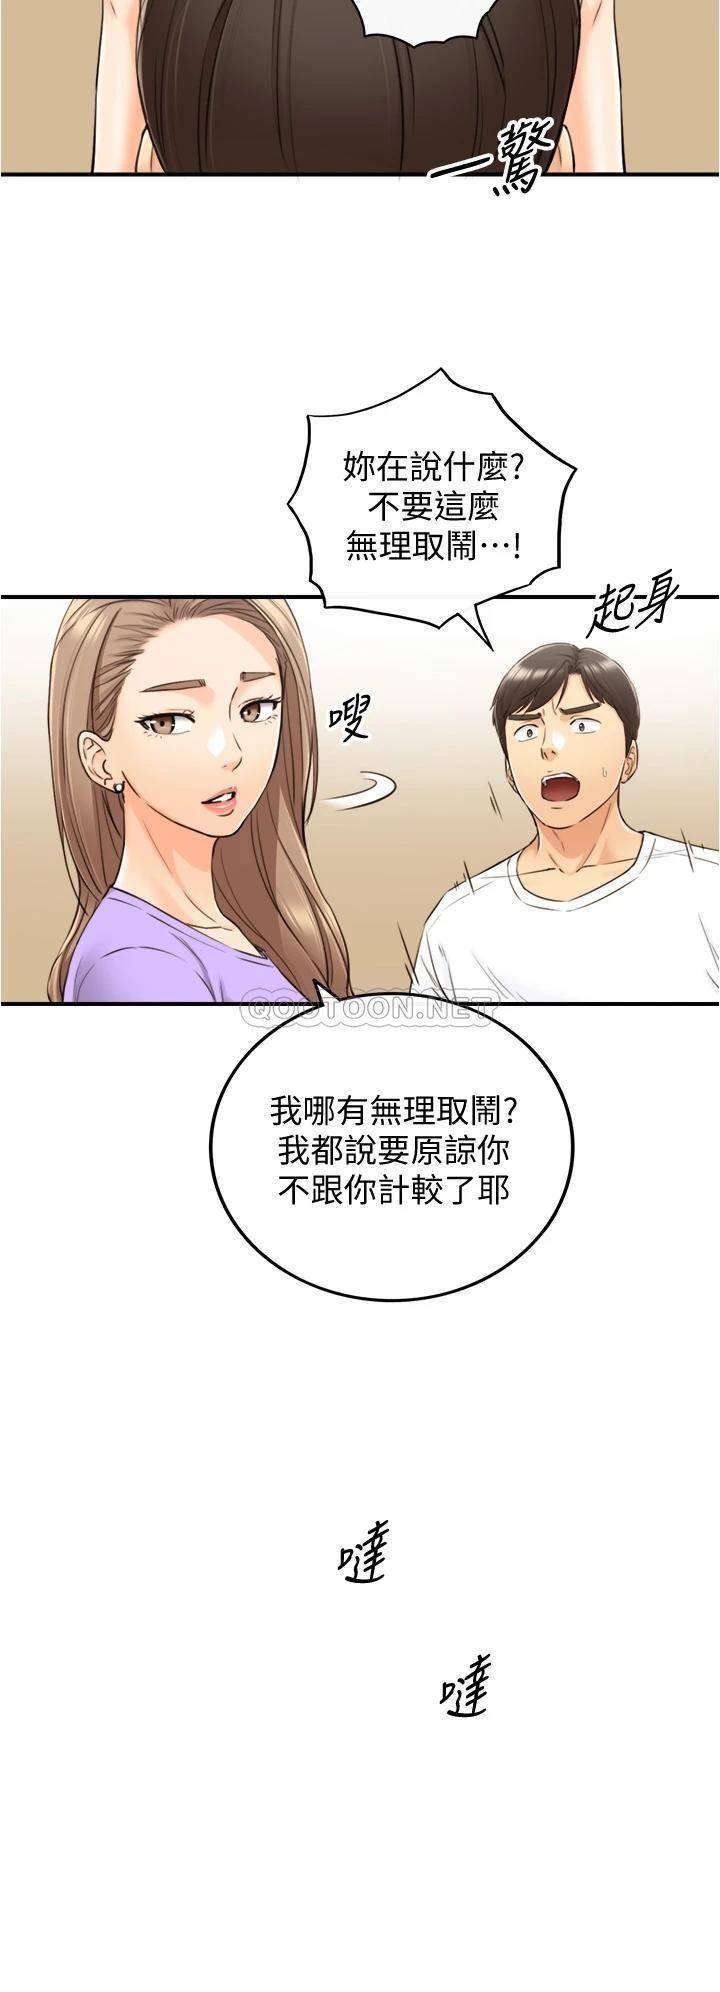 一驚
妳在說什麼?
不要這麼
無理取鬧…!
起身
嗖
QOOTOON.NET
我哪有無理取鬧?
我都說要原諒你
不跟你計較了耶
噠
噠